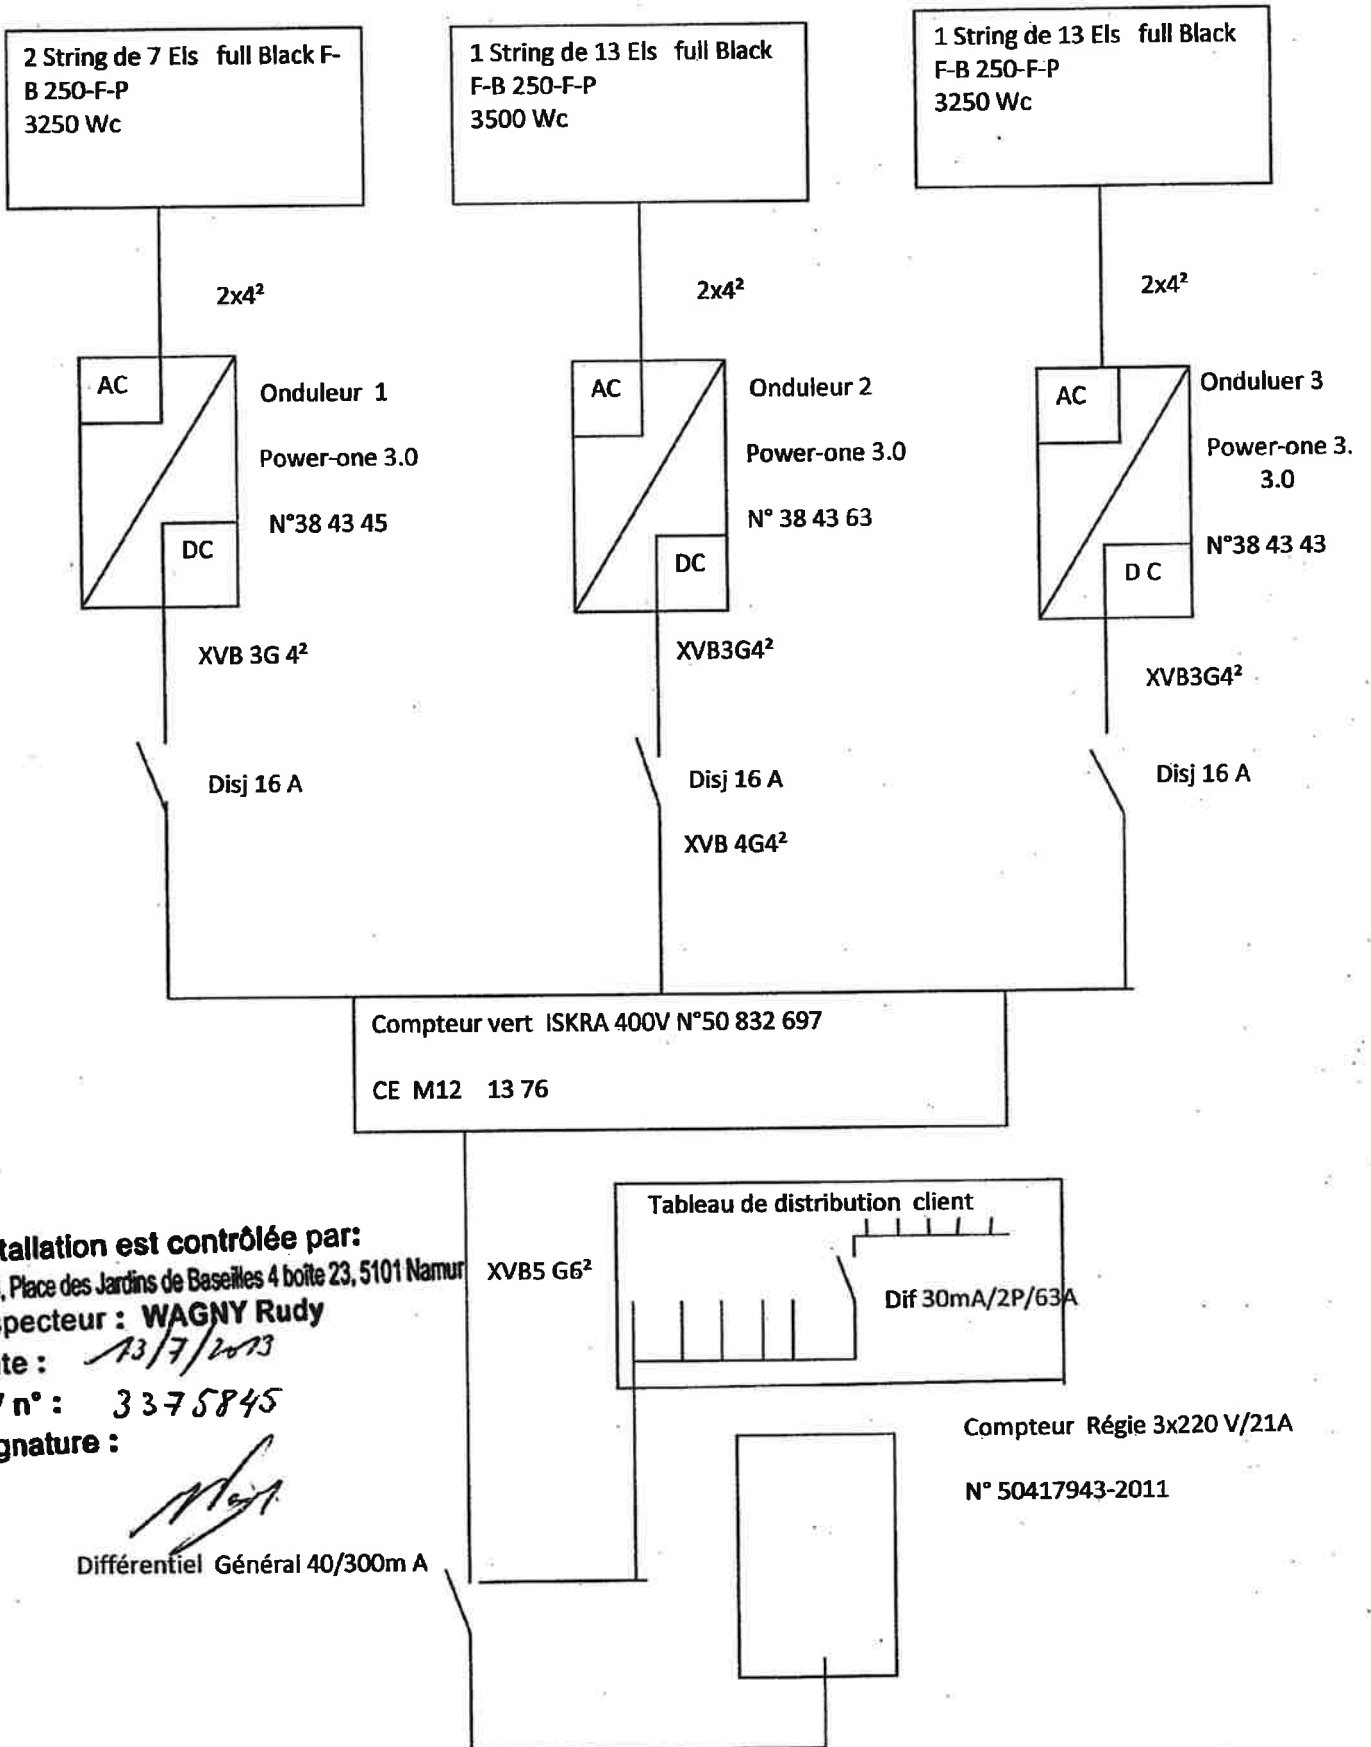 2 String de 7 Els full Black F-
B 250-F-P
3250 Wc
1 String de 13 Els full Black
F-B 250-F-P
3500 Wc
1 String de 13 Els full Black
F-B 250-F-P
3250 Wc
2x4²
2x4²
2x4²
AC
Onduleur 1
Power-one 3.0
N°38 43 45
DC
AC
Onduleur 2
Power-one 3.0
N° 38 43 63
DC
AC
Onduluer 3
Power-one 3.
3.0
N°38 43 43
D C
XVB 3G 4²
XVB3G4²
XVB3G4²
Disj 16 A
Disj 16 A
XVB 4G4²
Disj 16 A
Compteur vert ISKRA 400V N°50 832 697
CE M12 13 76
tallation est contrôlée par:
, Place des Jardins de Baseilles 4 boîte 23, 5101 Namur
specteur : WAGNY Rudy
te : 13/7/2013
n° : 3375845
gnature :
XVB5 G6²
Tableau de distribution client
Dif 30mA/2P/63A
Compteur Régie 3x220 V/21A
N° 50417943-2011
Différentiel Général 40/300m A